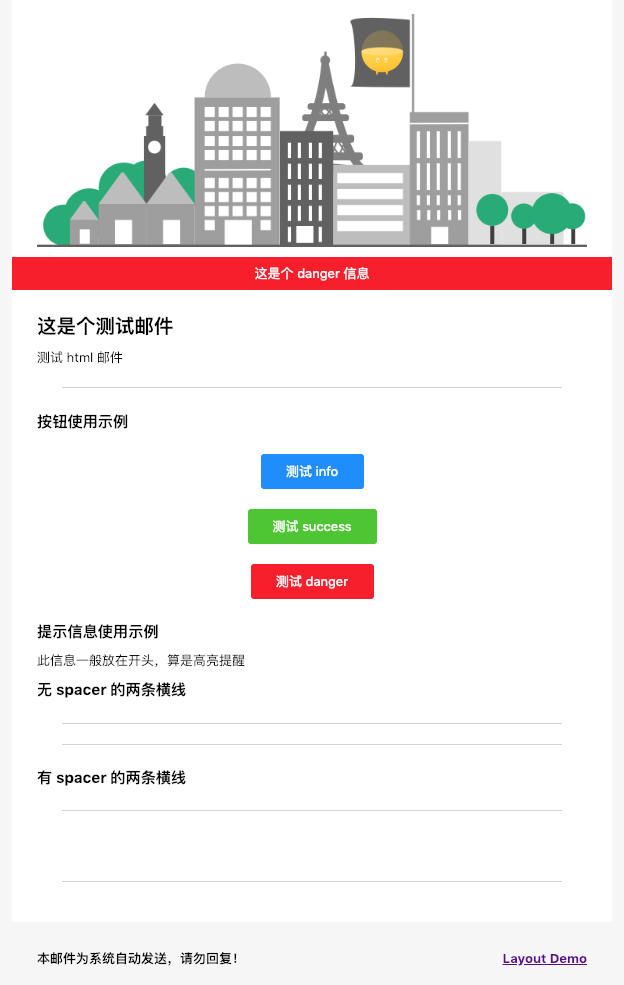 这是个 danger 信息
这是个测试邮件
测试 html 邮件
按钮使用示例
测试 info
测试 success
测试 danger
提示信息使用示例
此信息一般放在开头，算是高亮提醒
无 spacer 的两条横线
有 spacer 的两条横线
本邮件为系统自动发送，请勿回复！
Layout Demo